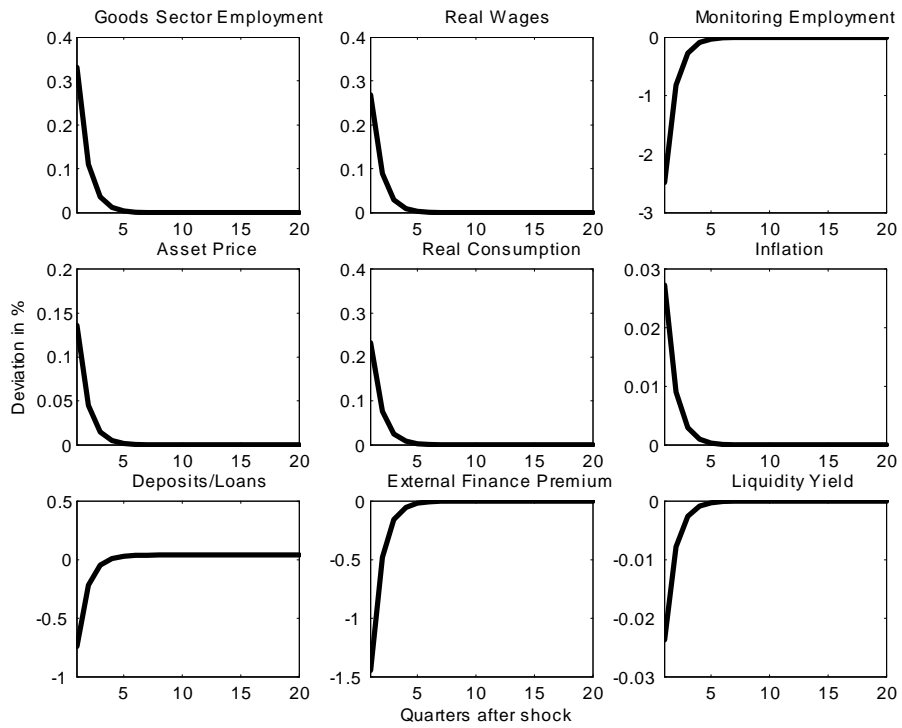 Goods Sector Employment
Real Wages
Monitoring Employment
0.4
0.3
0.2
0.1
0
5 10 15 20
0.4
0.3
0.2
0.1
0
5 10 15 20
0
-1
-2
-3
5 10 15 20
Asset Price
Real Consumption
Inflation
Deviation in %
0.2
0.15
0.1
0.05
0
5 10 15 20
0.4
0.3
0.2
0.1
0
5 10 15 20
0.03
0.02
0.01
0
5 10 15 20
Deposits/Loans
External Finance Premium
Liquidity Yield
0.5
0
-0.5
-1
5 10 15 20
0
-0.5
-1
-1.5
5 10 15 20
0
-0.01
-0.02
-0.03
5 10 15 20
Quarters after shock